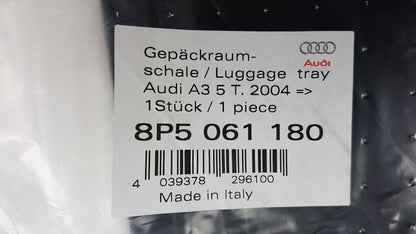 Gepäckraum-
schale / Luggage tray
Audi
Audi A3 5 T. 2004 =>
1Stück / 1 piece
8P5 061 180
4 039378 296100
Made in Italy